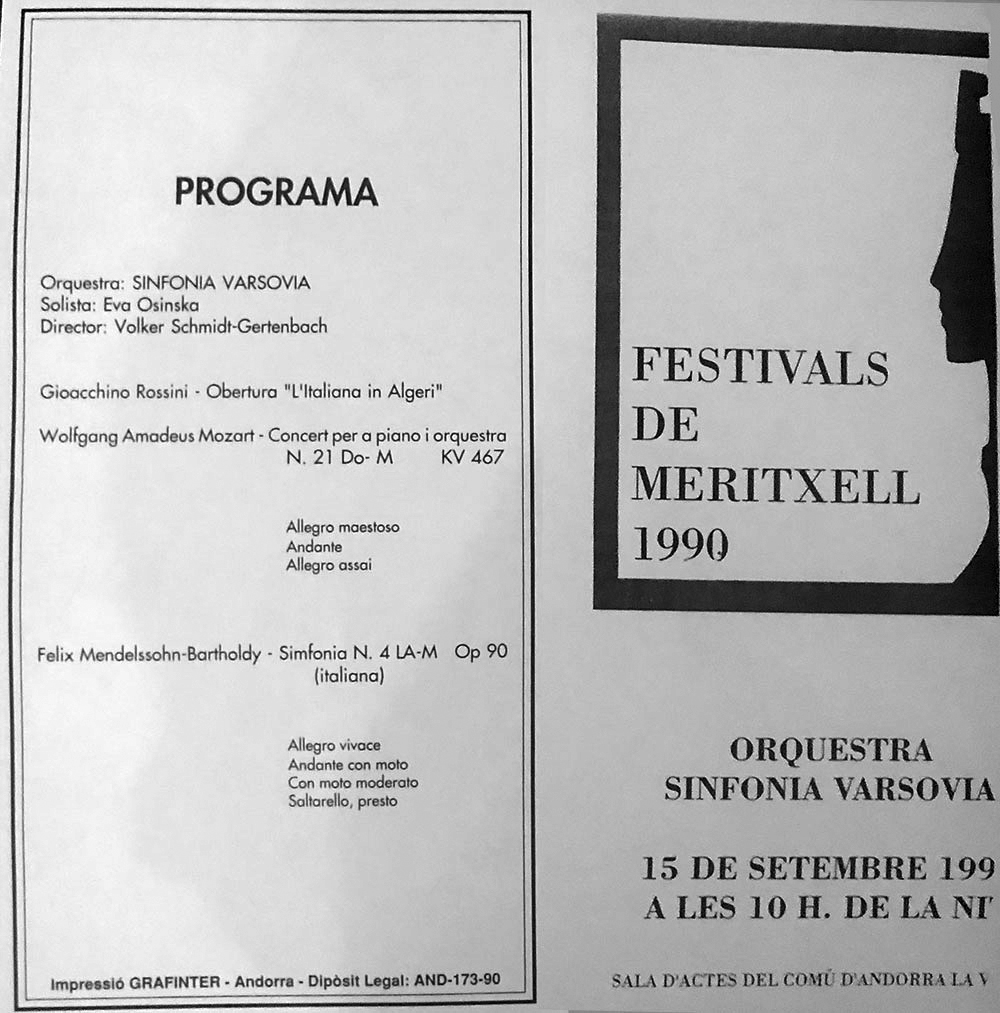 PROGRAMA
Orquestra: SINFONIA VARSOVIA
Solista: Eva Osinska
Director: Volker Schmidt-Gertenbach
Gioacchino Rossini - Obertura "L'Italiana in Algeri"
Wolfgang Amadeus Mozart - Concert per a piano i orquestra
N. 21 Do- M KV 467
Allegro maestoso
Andante
Allegro assai
Felix Mendelssohn-Bartholdy - Simfonia N. 4 LA-M Op 90
(italiana)
Allegro vivace
Andante con moto
Con moto moderato
Saltarello, presto
Impressió GRAFINTER - Andorra - Dipòsit Legal: AND-173-90
FESTIVALS
DE
MERITXELL
1990
ORQUESTRA
SINFONIA VARSOVIA
15 DE SETEMBRE 199
A LES 10 H. DE LA
SALA D'ACTES DEL COMÚ D'ANDORRA LA V